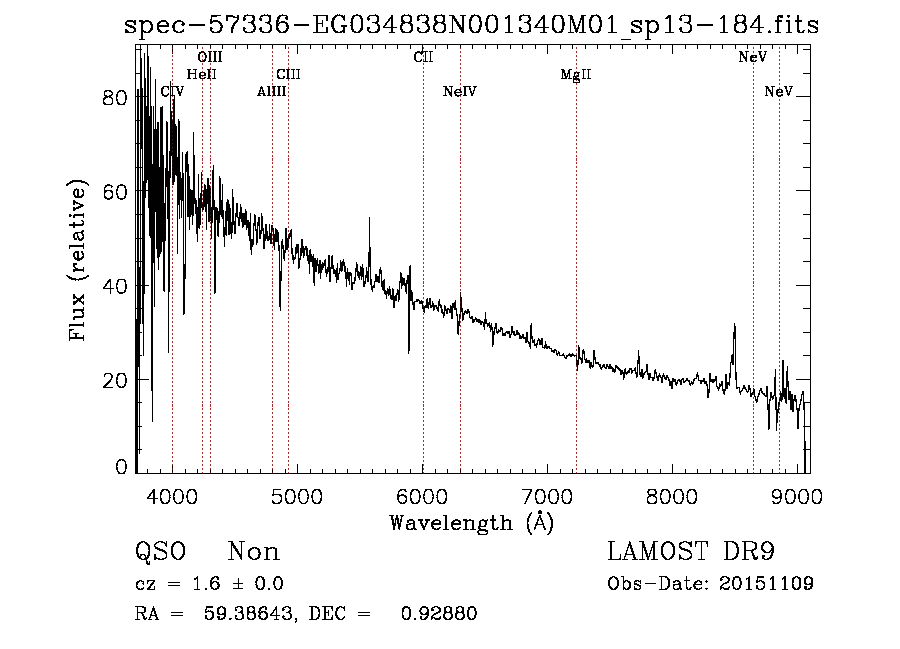 spec-57336-EG034838N001340M01_sp13-184.fits
OIII CII NeV
HeII CIII MgII
CIV AlIII NeIV NeV
80
60
40
20
0
Flux (relative)
4000 5000 6000 7000 8000 9000
Wavelength (Å)
QSO Non LAMOST DR9
cz = 1.6 ± 0.0 Obs-Date: 20151109
RA = 59.38643, DEC = 0.92880